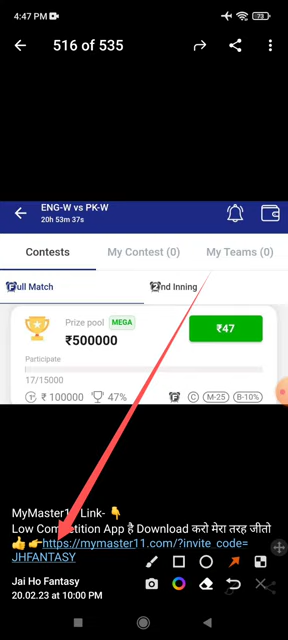 4:47 PM
73
516 of 535
ENG-W vs PK-W
20h 53m 37s
Contests
My Contest (0)
My Teams (0)
Full Match
2nd Inning
Prize pool MEGA
₹500000
₹47
Participate
17/15000
₹ 100000 47% F C M-25 B-10%
Link- 👇
Low Competition App है Download करो मेरा तरह जीतो
👍👉https://mymaster11.com/?invite_code=
JHFANTASY
Jai Ho Fantasy
20.02.23 at 10:00 PM